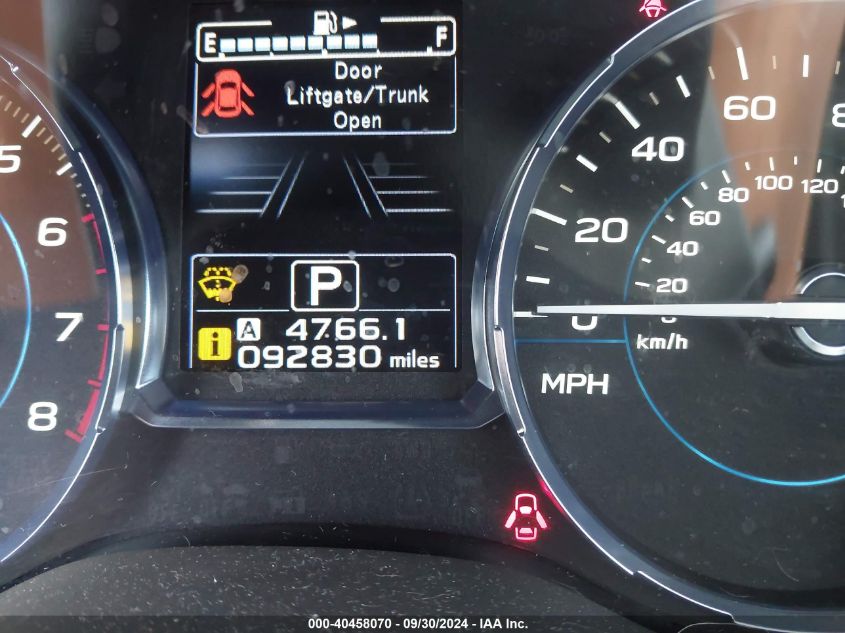 E F
Door
Liftgate/Trunk
Open
5
6
7
8
P
A 4766.1
i 092830 miles
0 20 40 60
0 20 40 60 80 100 120
km/h
MPH
000-40458070 - 09/30/2024 - IAA Inc.